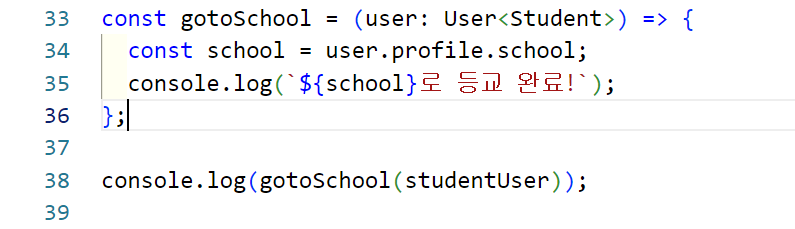 33 const gotoSchool = (user: User<Student>) => {
34   const school = user.profile.school;
35   console.log(`${school}로 등교 완료!`);
36 };
37
38 console.log(gotoSchool(studentUser));
39